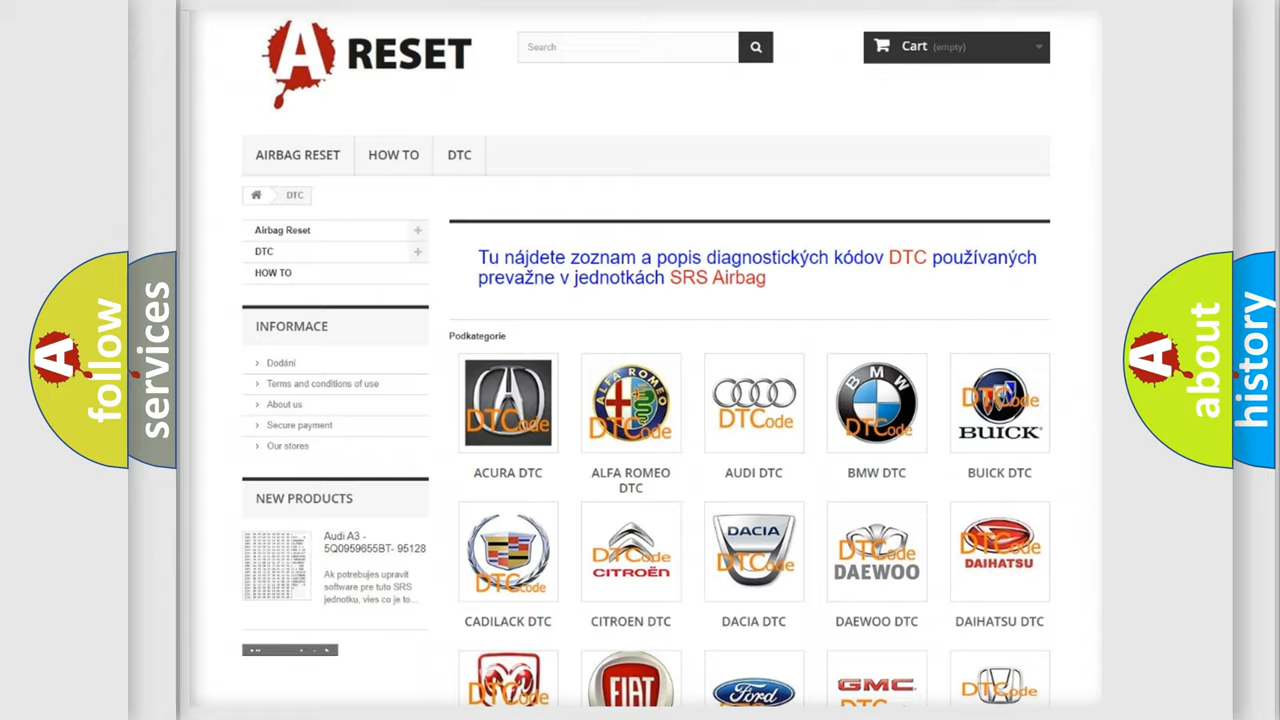 A RESET
Search
Cart (empty)
AIRBAG RESET
HOW TO
DTC
DTC
Airbag Reset
DTC
HOW TO
INFORMACE
Dodání
Terms and conditions of use
About us
Secure payment
Our stores
NEW PRODUCTS
Audi A3 -
5Q0959655BT- 95128
Ak potrebujes upravit
software pre tuto SRS
jednotku, vies co je to...
Tu nájdete zoznam a popis diagnostických kódov DTC používaných
prevažne v jednotkách SRS Airbag
Podkategorie
DTCode
ALFA ROMEO
DTCode
DTCode
BMW
DTCode
DTCode
BUICK
ACURA DTC
ALFA ROMEO
DTC
AUDI DTC
BMW DTC
BUICK DTC
DTCode
DTCode
CITROËN
DACIA
DTCode
DTCode
DAEWOO
DTCode
DAIHATSU
CADILACK DTC
CITROEN DTC
DACIA DTC
DAEWOO DTC
DAIHATSU DTC
DTCode
FIAT
Ford
GMC
DTCode
A
follow
services
A
about
history